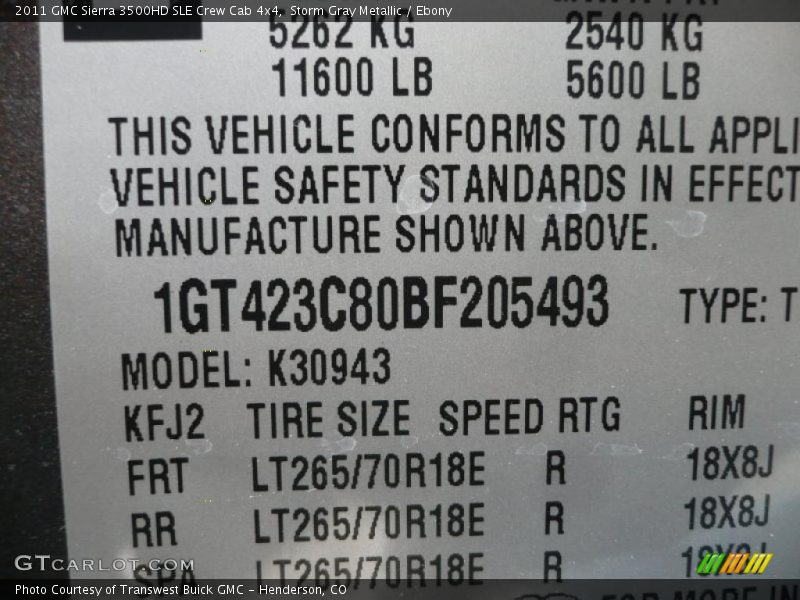 2011 GMC Sierra 3500HD SLE Crew Cab 4x4, Storm Gray Metallic / Ebony
5262 KG 2540 KG
11600 LB 5600 LB
THIS VEHICLE CONFORMS TO ALL APPLI
VEHICLE SAFETY STANDARDS IN EFFECT
MANUFACTURE SHOWN ABOVE.
1GT423C80BF205493 TYPE: T
MODEL: K30943
KFJ2 TIRE SIZE SPEED RTG RIM
FRT LT265/70R18E R 18X8J
RR LT265/70R18E R 18X8J
SPA LT265/70R18E R 18X8J
GTcarlot.com
Photo Courtesy of Transwest Buick GMC - Henderson, CO